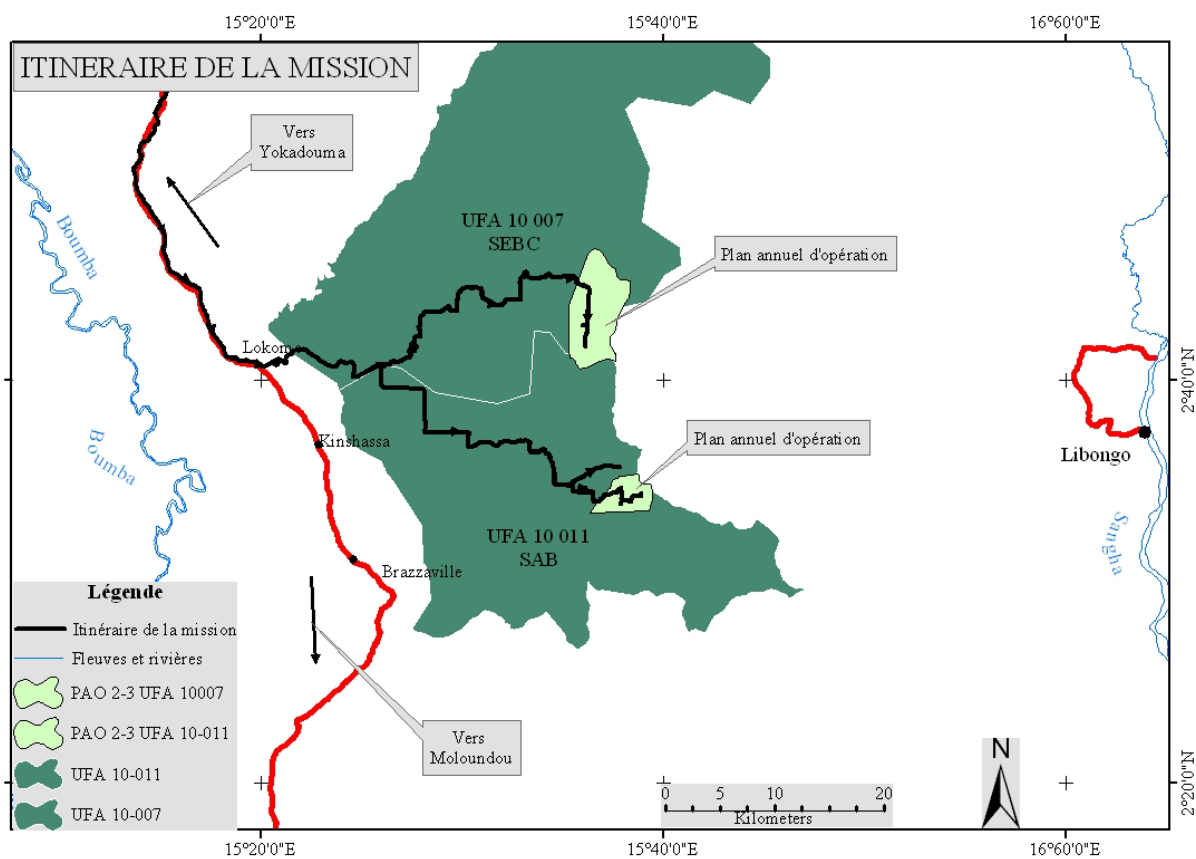 15°20'0"E
15°40'0"E
16°60'0"E
ITINERAIRE DE LA MISSION
Vers
Yokadouma
Boumba
UFA 10 007
SEBC
Plan annuel d'opération
Lokom
2°40'0"N
Kinshassa
Plan annuel d'opération
Boumba
Libongo
UFA 10 011
SAB
Sangha
Brazzaville
Légende
Itinéraire de la mission
Fleuves et rivières
PAO 2-3 UFA 10007
PAO 2-3 UFA 10-011
UFA 10-011
UFA 10-007
Vers
Moloundou
N
0 5 10 15 20
Kilometers
2°20'0"N
15°20'0"E
15°40'0"E
16°60'0"E